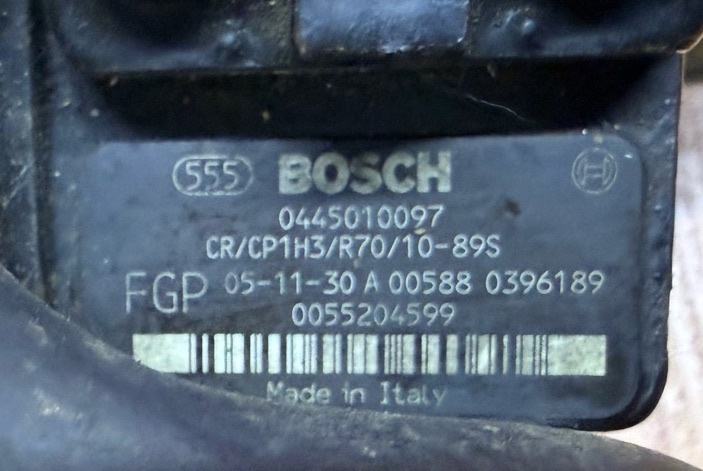 555 BOSCH
0445010097
CR/CP1H3/R70/10-89S
FGP 05-11-30 A 00588 0396189
0055204599
Made in Italy